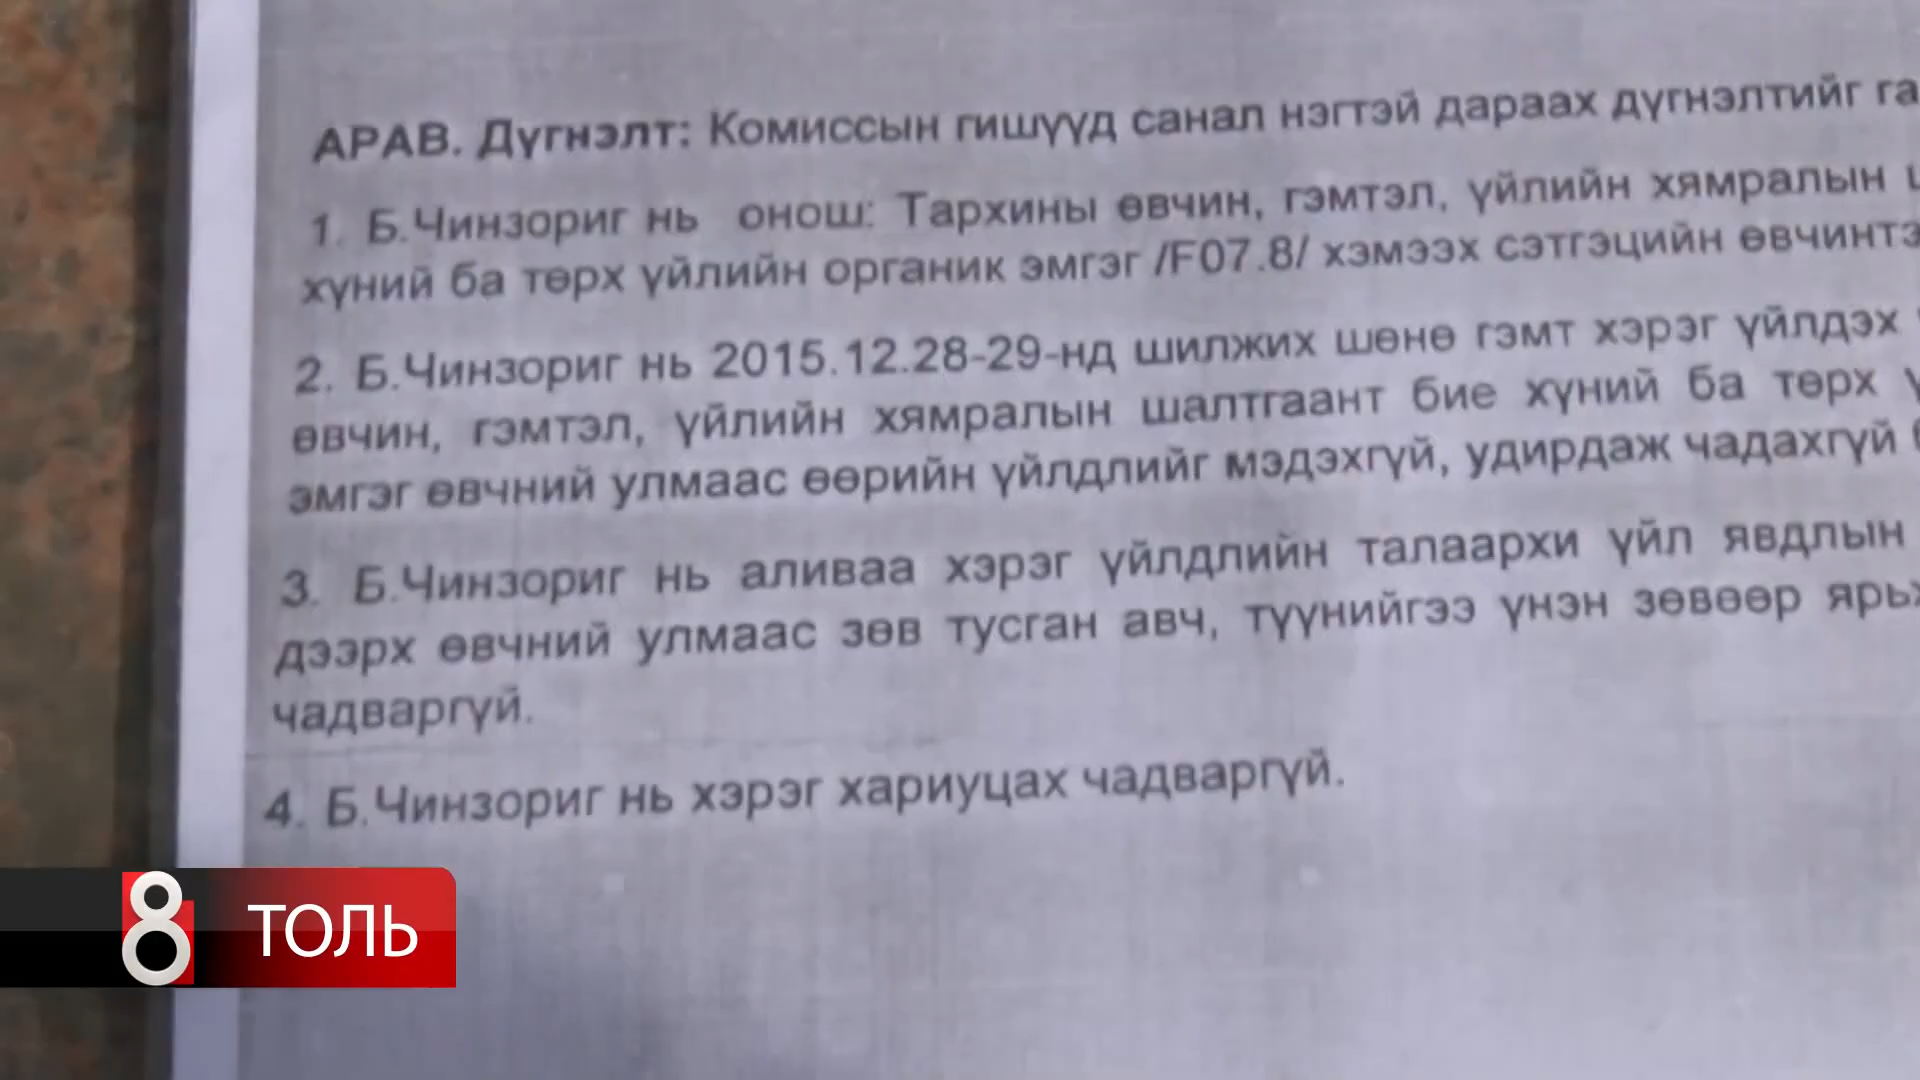 АРАВ. Дүгнэлт: Комиссын гишүүд санал нэгтэй дараах дүгнэлтийг га
1. Б.Чинзориг нь онош: Тархины өвчин, гэмтэл, үйлийн хямралын
хүний ба төрх үйлийн органик эмгэг /F07.8/ хэмээх сэтгэцийн өвчинтэ
2. Б.Чинзориг нь 2015.12.28-29-нд шилжих шөнө гэмт хэрэг үйлдэх
өвчин, гэмтэл, үйлийн хямралын шалтгаант бие хүний ба төрх
эмгэг өвчний улмаас өөрийн үйлдлийг мэдэхгүй, удирдаж чадахгүй
3. Б.Чинзориг нь аливаа хэрэг үйлдлийн талаархи үйл явдлын
дээрх өвчний улмаас зөв тусган авч, түүнийгээ үнэн зөвөөр ярьж
чадваргүй.
4. Б.Чинзориг нь хэрэг хариуцах чадваргүй.
8 ТОЛЬ